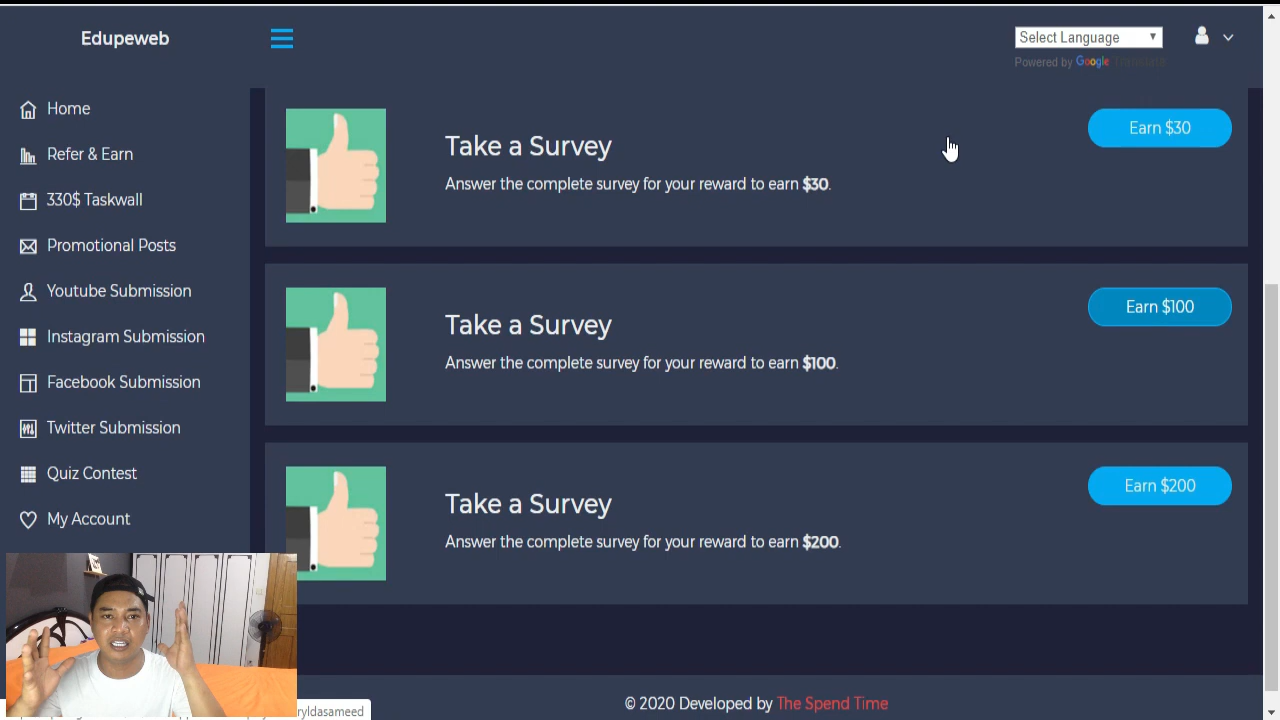 Edupeweb
Select Language
Powered by Google
Home
Refer & Earn
330$ Taskwall
Promotional Posts
Youtube Submission
Instagram Submission
Facebook Submission
Twitter Submission
Quiz Contest
My Account
Take a Survey
Answer the complete survey for your reward to earn $30.
Earn $30
Take a Survey
Answer the complete survey for your reward to earn $100.
Earn $100
Take a Survey
Answer the complete survey for your reward to earn $200.
Earn $200
© 2020 Developed by The Spend Time
ryldasameed